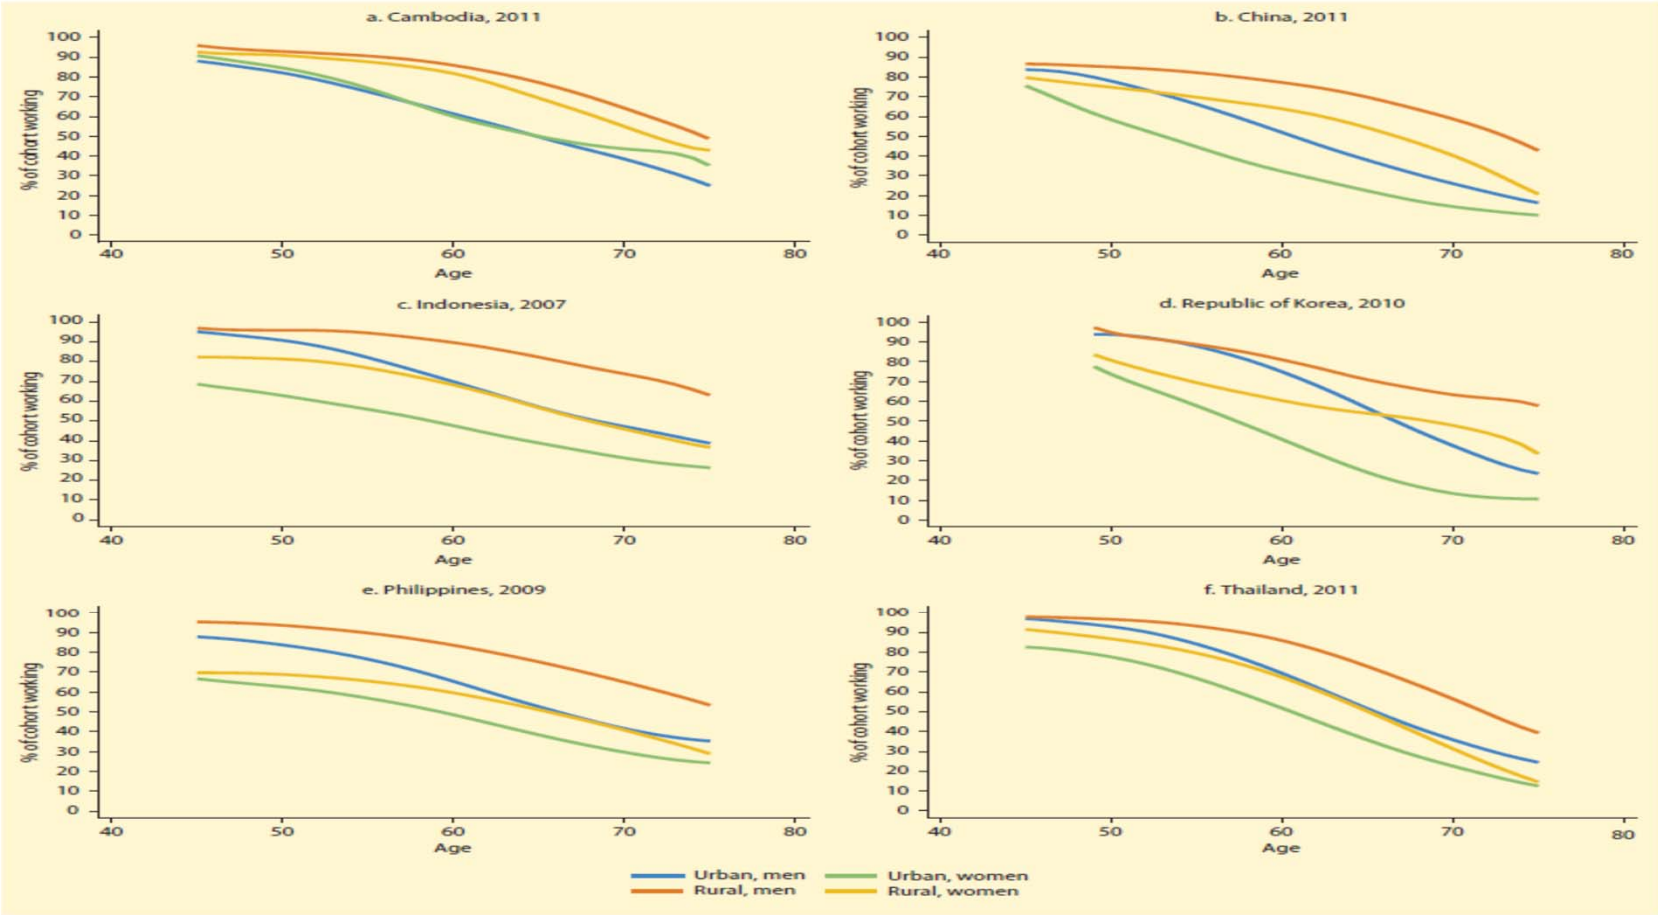 a. Cambodia, 2011
% of cohort working
100
90
80
70
60
50
40
30
20
10
0
40 50 60 70 80
Age
b. China, 2011
% of cohort working
100
90
80
70
60
50
40
30
20
10
0
40 50 60 70 80
Age
c. Indonesia, 2007
% of cohort working
100
90
80
70
60
50
40
30
20
10
0
40 50 60 70 80
Age
d. Republic of Korea, 2010
% of cohort working
100
90
80
70
60
50
40
30
20
10
0
40 50 60 70 80
Age
e. Philippines, 2009
% of cohort working
100
90
80
70
60
50
40
30
20
10
0
40 50 60 70 80
Age
f. Thailand, 2011
% of cohort working
100
90
80
70
60
50
40
30
20
10
0
40 50 60 70 80
Age
Urban, men Urban, women
Rural, men Rural, women